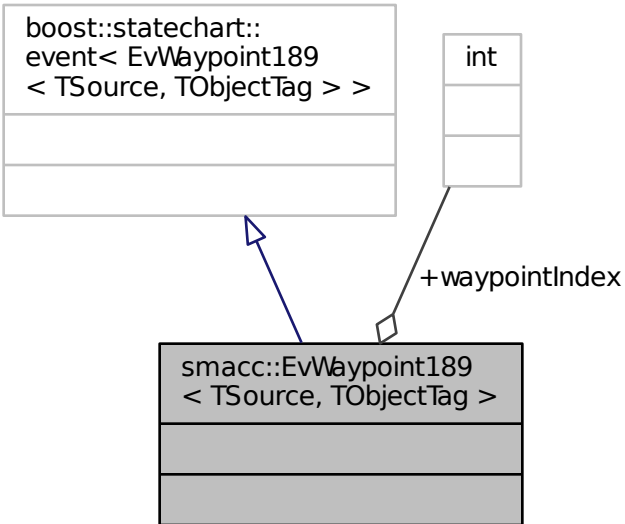 boost::statechart::
event< EvWaypoint189
< TSource, TObjectTag > >
int
+waypointIndex
smacc::EvWaypoint189
< TSource, TObjectTag >